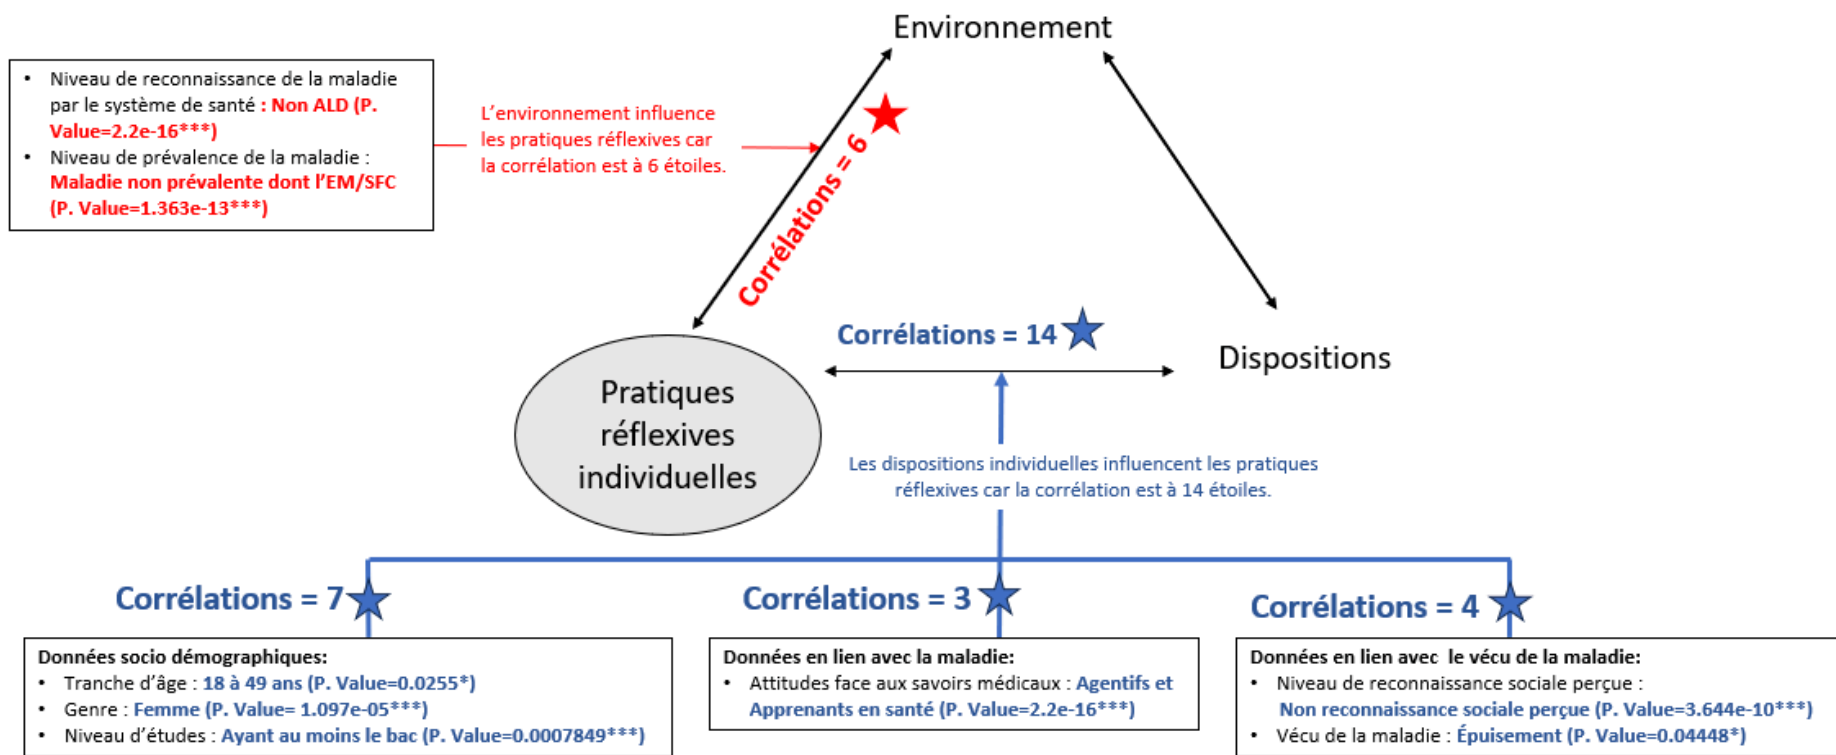 Environnement
• Niveau de reconnaissance de la maladie
par le système de santé : Non ALD (P.
Value=2.2e-16***)
• Niveau de prévalence de la maladie :
Maladie non prévalente dont l'EM/SFC
(P. Value=1.363e-13***)
L'environnement influence
les pratiques réflexives car
la corrélation est à 6 étoiles.
Corrélations = 6
Corrélations = 14
Dispositions
Pratiques
réflexives
individuelles
Les dispositions individuelles influencent les pratiques
réflexives car la corrélation est à 14 étoiles.
Corrélations = 7
Données socio démographiques:
• Tranche d'âge : 18 à 49 ans (P. Value=0.0255*)
• Genre : Femme (P. Value= 1.097e-05***)
• Niveau d'études : Ayant au moins le bac (P. Value=0.0007849***)
Corrélations = 3
Données en lien avec la maladie:
• Attitudes face aux savoirs médicaux : Agentifs et
Apprenants en santé (P. Value=2.2e-16***)
Corrélations = 4
Données en lien avec le vécu de la maladie:
• Niveau de reconnaissance sociale perçue :
Non reconnaissance sociale perçue (P. Value=3.644e-10***)
• Vécu de la maladie : Épuisement (P. Value=0.04448*)